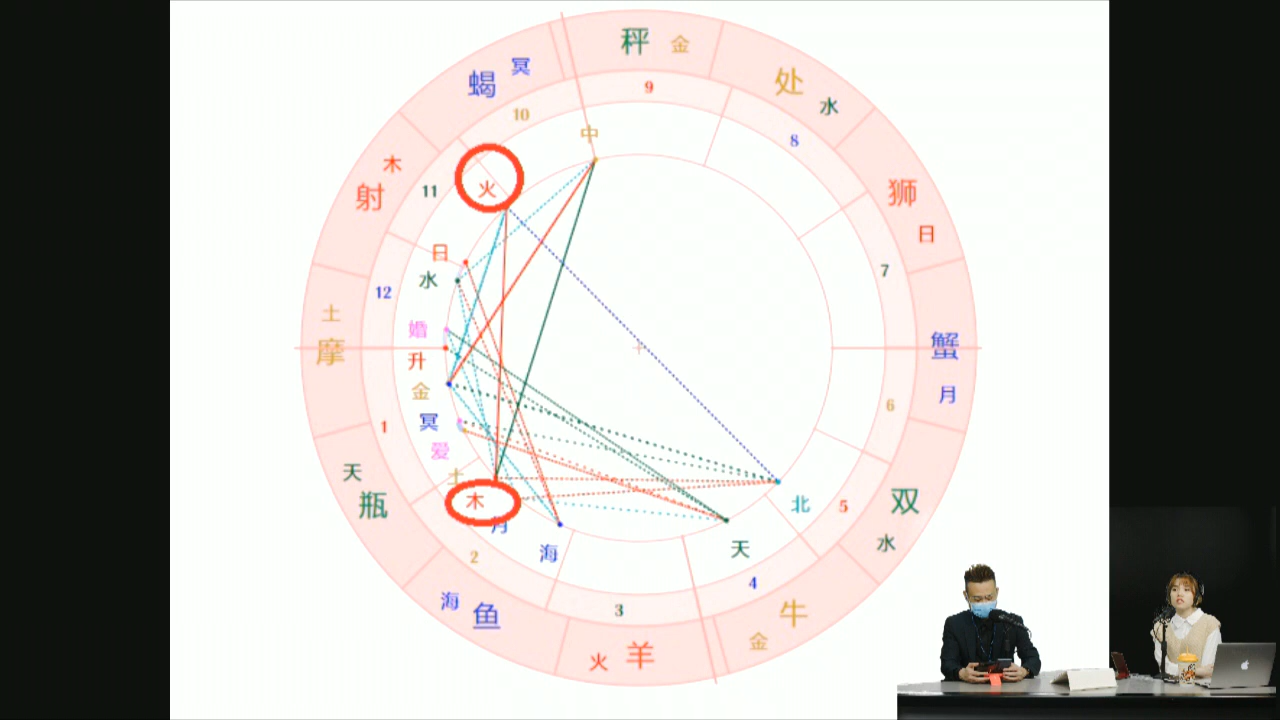 秤 金
9
处 水
8
狮
日
7
蟹
月
6
双
水
5
牛
金
4
羊
火
3
鱼
海
2
瓶
天
1
摩
土
12
射
木
11
蝎 冥
10
中
火
日
水
婚
升
金
冥
爱
土
木
月
海
天
北